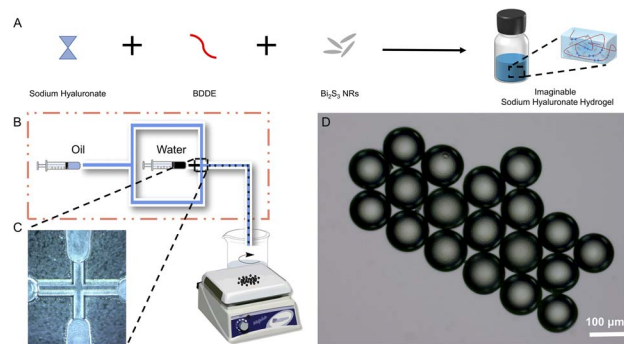 A
Sodium Hyaluronate
BDDE
Bi₂S₃ NRs
Imaginable
Sodium Hyaluronate Hydrogel
B
Oil
Water
C
D
100 μm